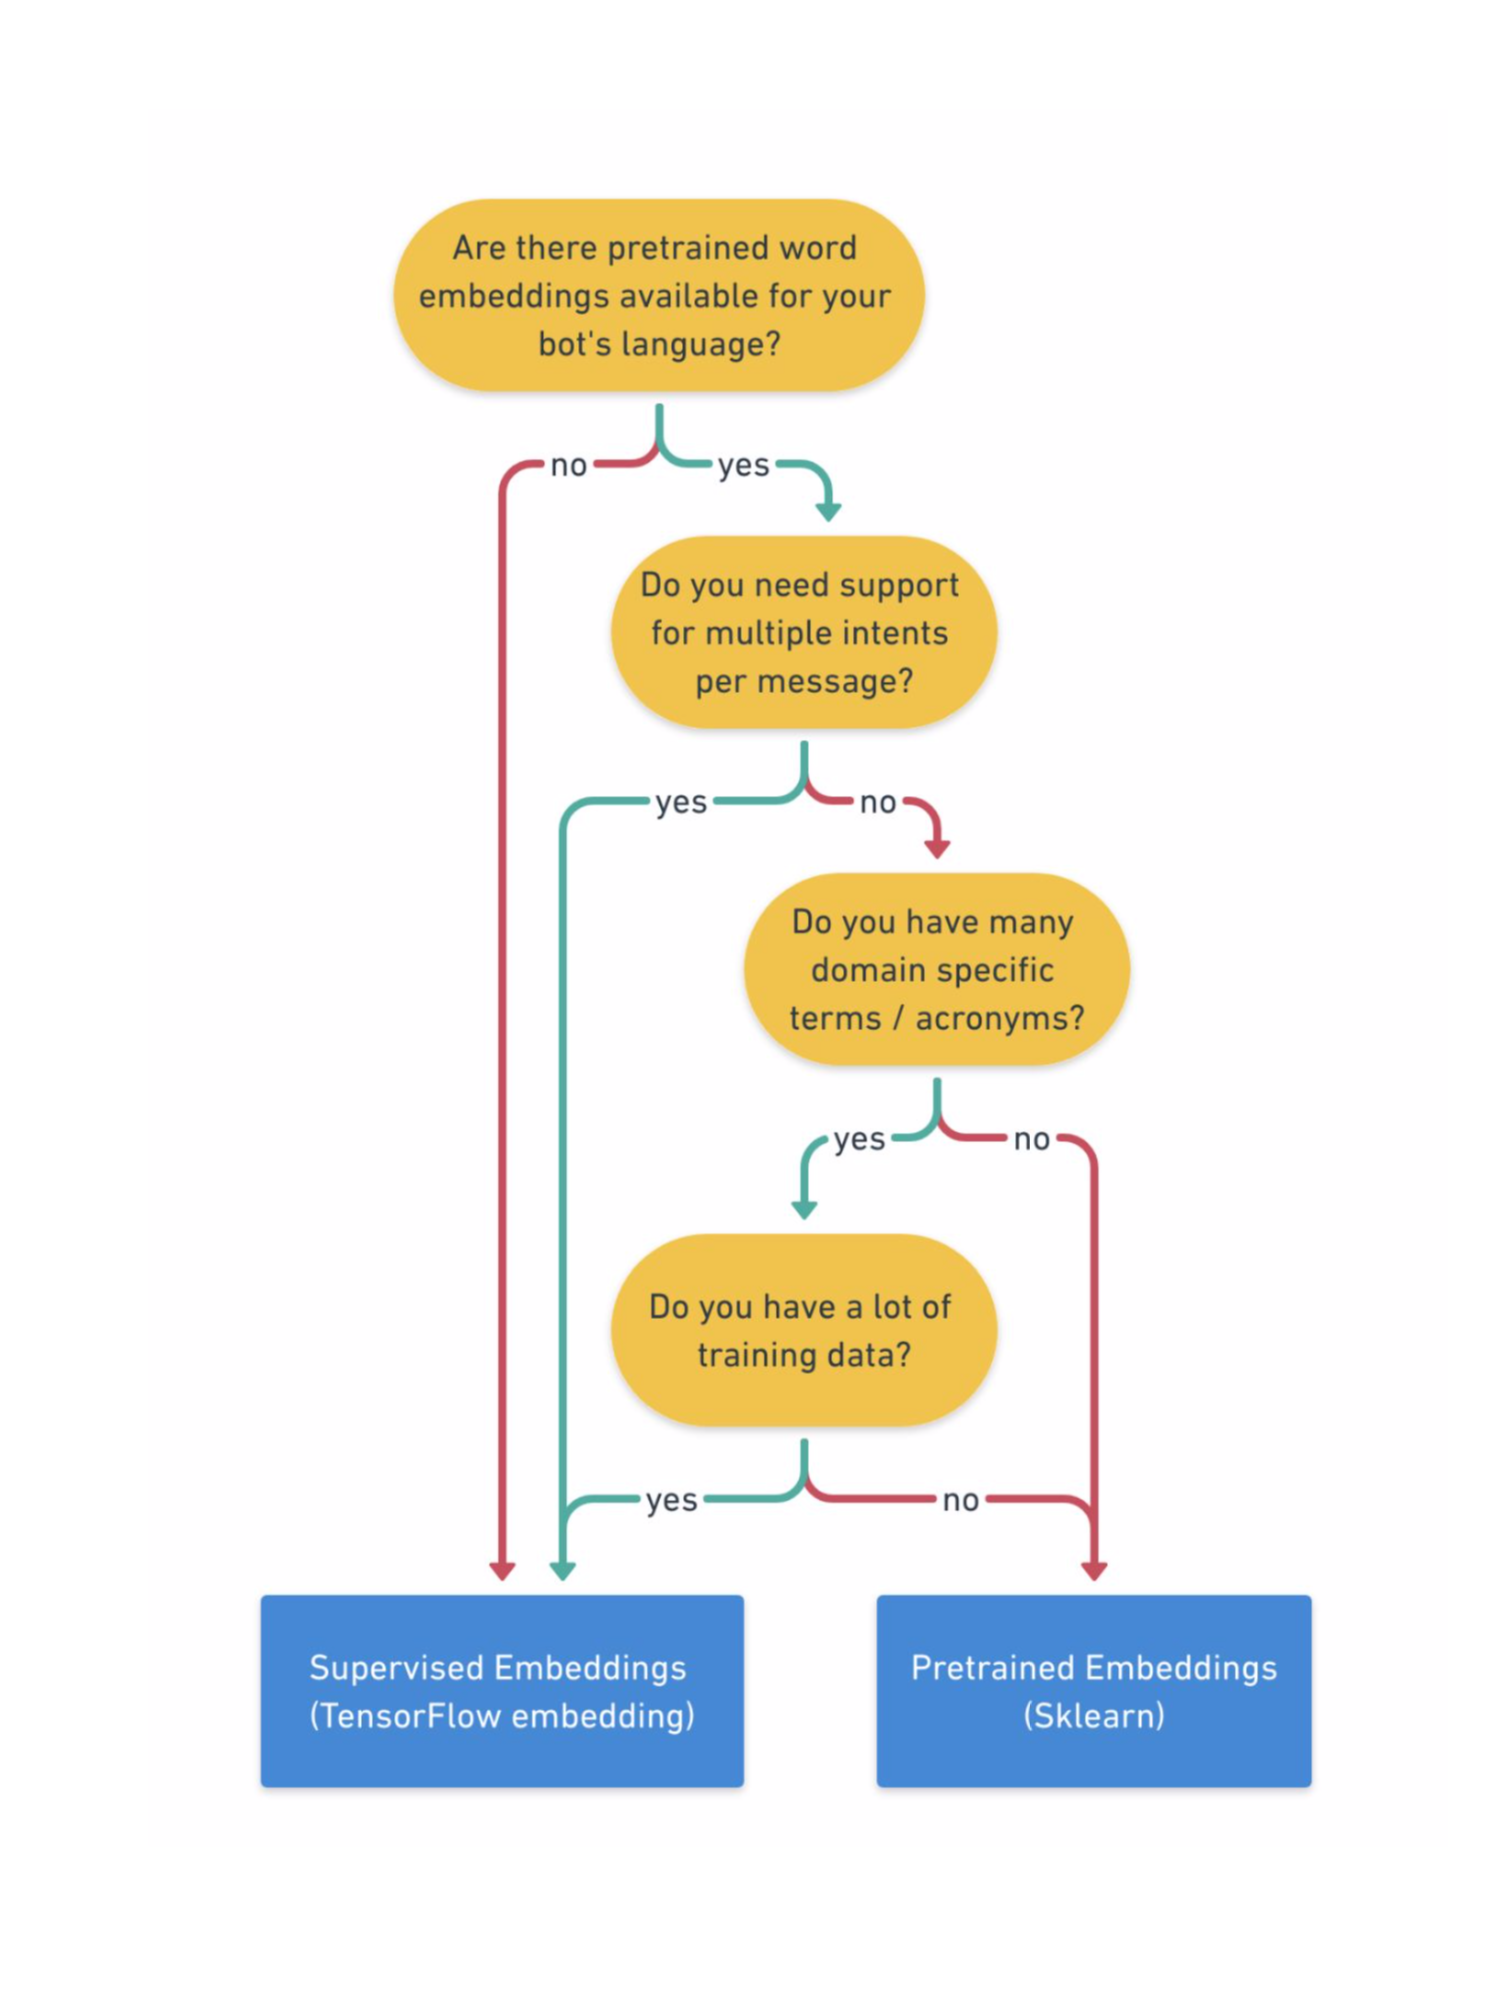 Are there pretrained word
embeddings available for your
bot's language?
no
yes
Do you need support
for multiple intents
per message?
yes
no
Do you have many
domain specific
terms / acronyms?
yes
no
Do you have a lot of
training data?
yes
no
Supervised Embeddings
(TensorFlow embedding)
Pretrained Embeddings
(Sklearn)